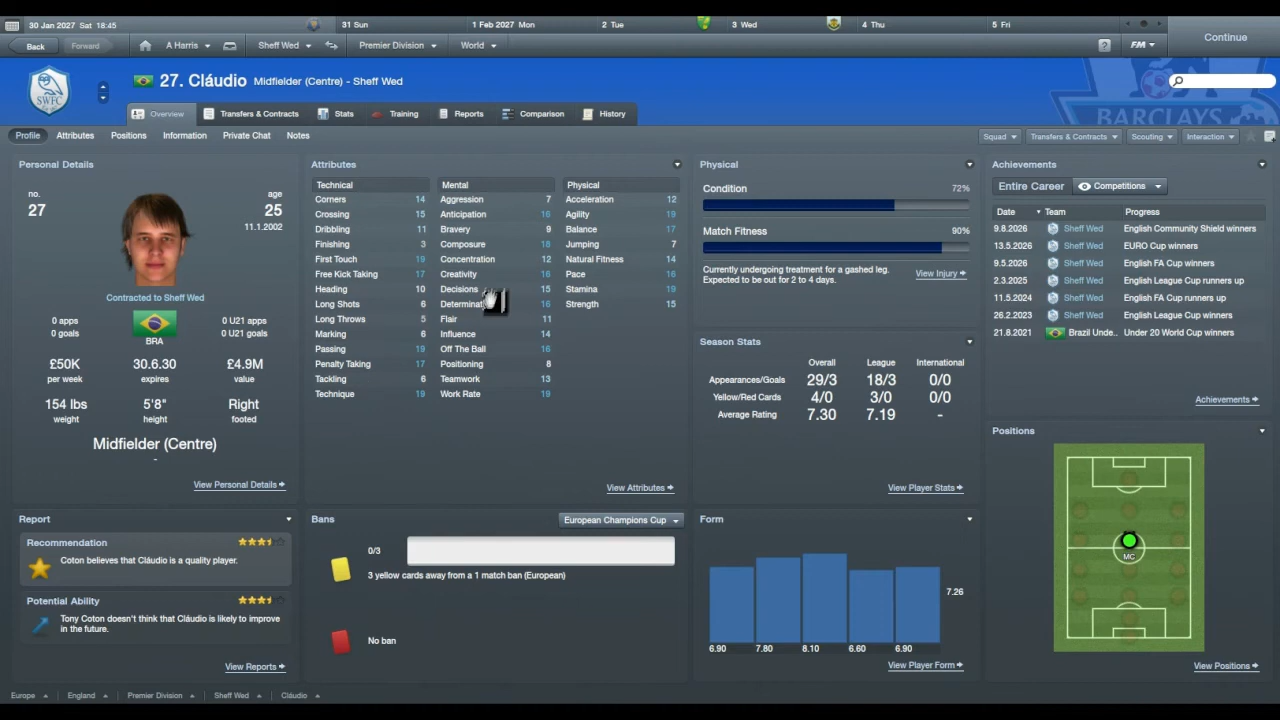 30 Jan 2027 Sat 18:45
31 Sun
1 Feb 2027 Mon
2 Tue
3 Wed
4 Thu
5 Fri
Continue
Back
Forward
A Harris
Sheff Wed
Premier Division
World
?
FM
SWFC
27. Cláudio Midfielder (Centre) - Sheff Wed
BARCLAYS
Overview
Transfers & Contracts
Stats
Training
Reports
Comparison
History
Profile
Attributes
Positions
Information
Private Chat
Notes
Squad
Transfers & Contracts
Scouting
Interaction
Personal Details
no.
27
age
25
11.1.2002
Contracted to Sheff Wed
0 apps
0 goals
BRA
0 U21 apps
0 U21 goals
£50K
per week
30.6.30
expires
£4.9M
value
154 lbs
weight
5'8"
height
Right
footed
Midfielder (Centre)
-
View Personal Details
Attributes
Technical
Corners 14
Crossing 15
Dribbling 11
Finishing 3
First Touch 19
Free Kick Taking 17
Heading 10
Long Shots 6
Long Throws 5
Marking 6
Passing 19
Penalty Taking 17
Tackling 6
Technique 19
Mental
Aggression 7
Anticipation 16
Bravery 9
Composure 18
Concentration 12
Creativity 16
Decisions 15
Determinat 16
Flair 11
Influence 14
Off The Ball 16
Positioning 8
Teamwork 13
Work Rate 19
Physical
Acceleration 12
Agility 19
Balance 17
Jumping 7
Natural Fitness 14
Pace 16
Stamina 19
Strength 15
View Attributes
Physical
Condition 72%
Match Fitness 90%
Currently undergoing treatment for a gashed leg.
Expected to be out for 2 to 4 days.
View Injury
Season Stats
Overall League International
Appearances/Goals 29/3 18/3 0/0
Yellow/Red Cards 4/0 3/0 0/0
Average Rating 7.30 7.19 -
View Player Stats
Achievements
Entire Career
Competitions
Date Team Progress
9.8.2026 Sheff Wed English Community Shield winners
13.5.2026 Sheff Wed EURO Cup winners
9.5.2026 Sheff Wed English FA Cup winners
2.3.2025 Sheff Wed English League Cup runners up
11.5.2024 Sheff Wed English FA Cup runners up
26.2.2023 Sheff Wed English League Cup winners
21.8.2021 Brazil Unde.. Under 20 World Cup winners
Achievements
Positions
MC
View Positions
Report
Recommendation
Coton believes that Cláudio is a quality player.
Potential Ability
Tony Coton doesn't think that Cláudio is likely to improve
in the future.
View Reports
Bans
European Champions Cup
0/3
3 yellow cards away from a 1 match ban (European)
No ban
Form
7.26
6.90 7.80 8.10 6.60 6.90
View Player Form
Europe
England
Premier Division
Sheff Wed
Cláudio